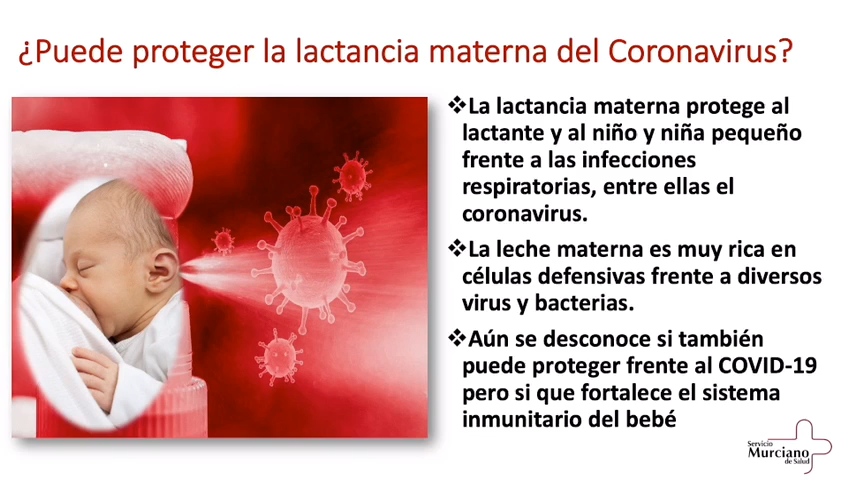 ¿Puede proteger la lactancia materna del Coronavirus?
❖La lactancia materna protege al
lactante y al niño y niña pequeño
frente a las infecciones
respiratorias, entre ellas el
coronavirus.
❖La leche materna es muy rica en
células defensivas frente a diversos
virus y bacterias.
❖Aún se desconoce si también
puede proteger frente al COVID-19
pero si que fortalece el sistema
inmunitario del bebé
Servicio
Murciano
de Salud